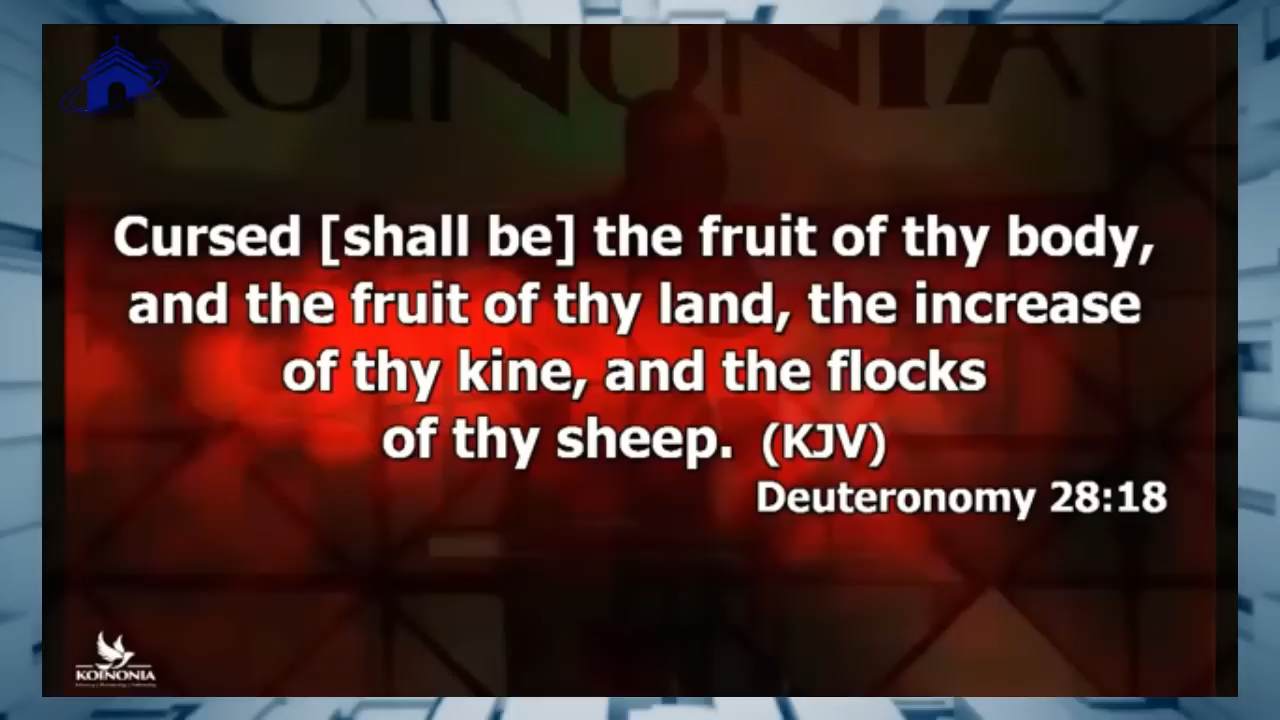 KOINONIA
Cursed [shall be] the fruit of thy body,
and the fruit of thy land, the increase
of thy kine, and the flocks
of thy sheep. (KJV)
Deuteronomy 28:18
KOINONIA